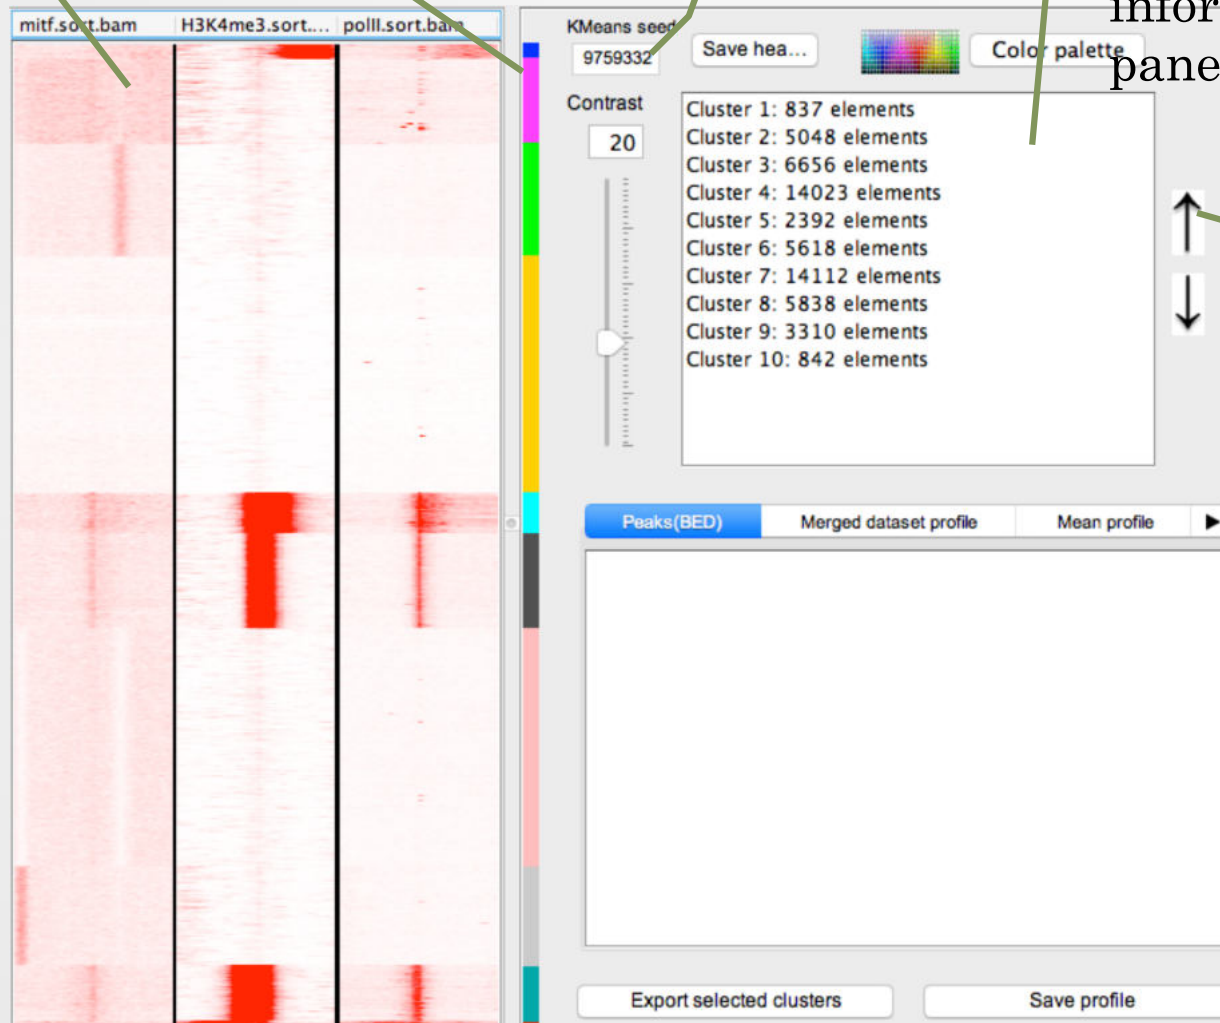 mitf.sort.bam
H3K4me3.sort....
polII.sort.bam
KMeans seed
9759332
Save hea...
Color palette
infor
pane
Contrast
20
Cluster 1: 837 elements
Cluster 2: 5048 elements
Cluster 3: 6656 elements
Cluster 4: 14023 elements
Cluster 5: 2392 elements
Cluster 6: 5618 elements
Cluster 7: 14112 elements
Cluster 8: 5838 elements
Cluster 9: 3310 elements
Cluster 10: 842 elements
Peaks(BED)
Merged dataset profile
Mean profile
Export selected clusters
Save profile